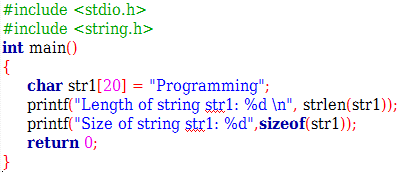 #include <stdio.h>
#include <string.h>
int main()
{
char str1[20] = "Programming";
printf("Length of string str1: %d \n", strlen(str1));
printf("Size of string str1: %d",sizeof(str1));
return 0;
}